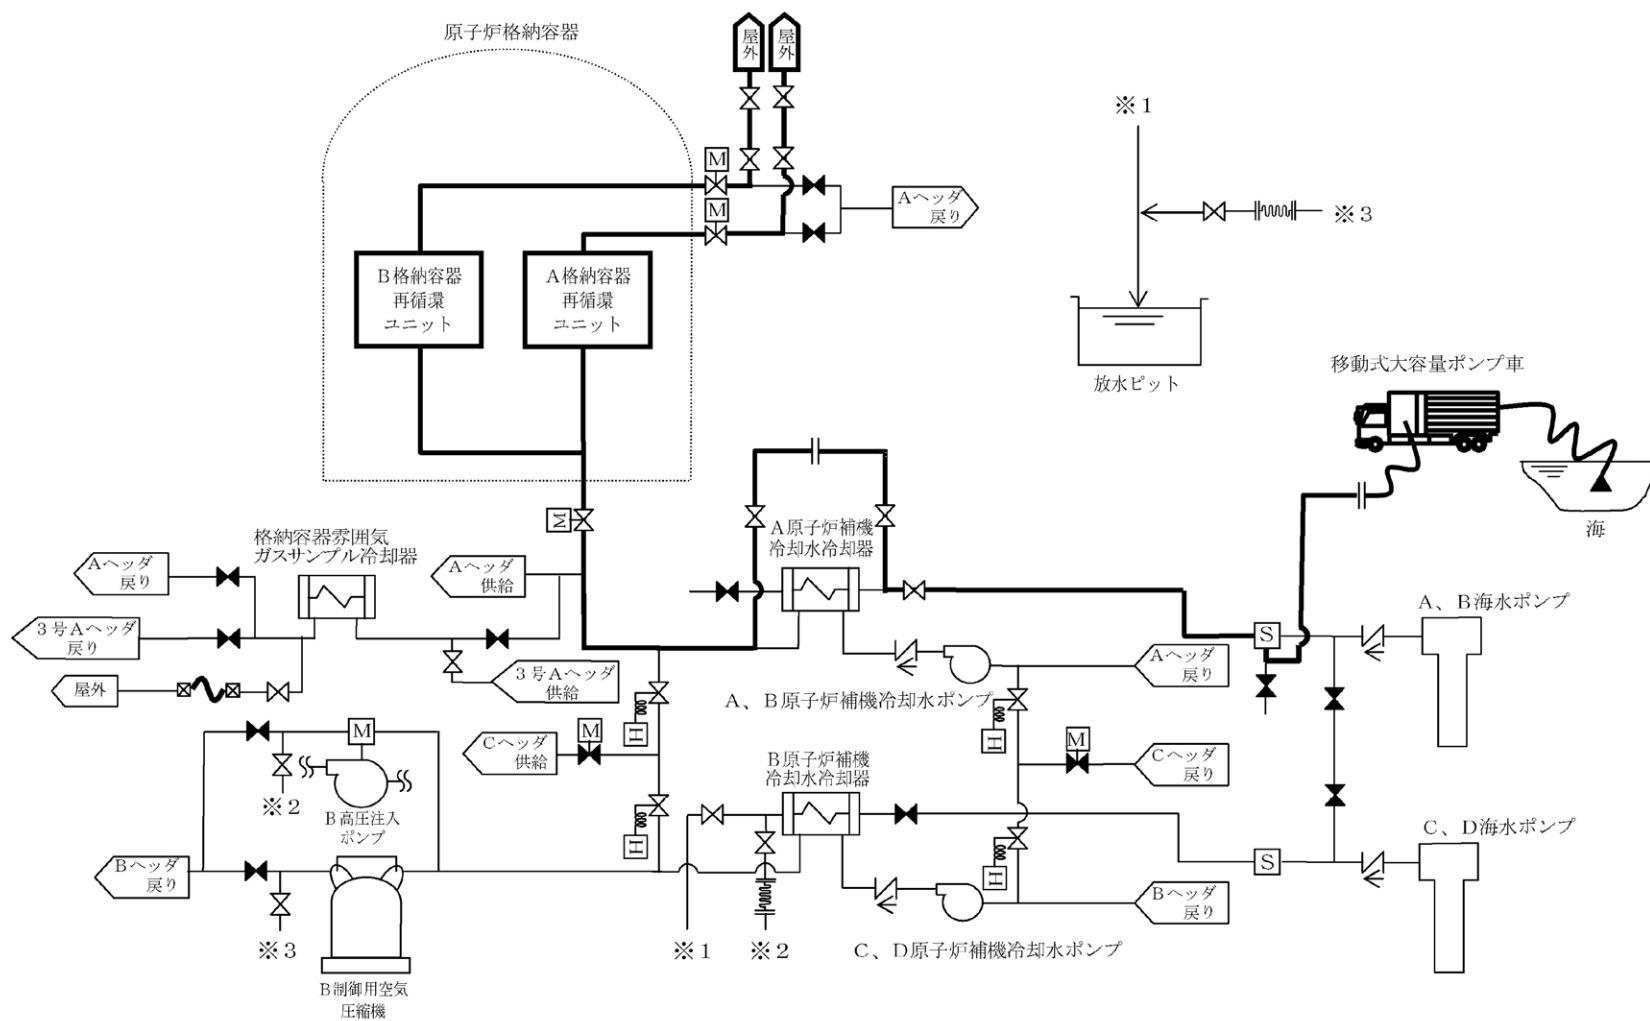 原子炉格納容器
屋外
屋外
※1
M
M
Aヘッダ
戻り
※3
B格納容器
再循環
ユニット
A格納容器
再循環
ユニット
放水ピット
移動式大容量ポンプ車
海
M
A原子炉補機
冷却水冷却器
格納容器雰囲気
ガスサンプル冷却器
Aヘッダ
戻り
Aヘッダ
供給
A、B海水ポンプ
3号Aヘッダ
戻り
S
Aヘッダ
戻り
屋外
3号Aヘッダ
供給
A、B原子炉補機冷却水ポンプ
H
H
M
M
Cヘッダ
供給
M
Cヘッダ
戻り
B原子炉補機
冷却水冷却器
※2
B高圧注入
ポンプ
C、D海水ポンプ
H
H
S
Bヘッダ
戻り
Bヘッダ
戻り
※3
※1
※2
C、D原子炉補機冷却水ポンプ
B制御用空気
圧縮機